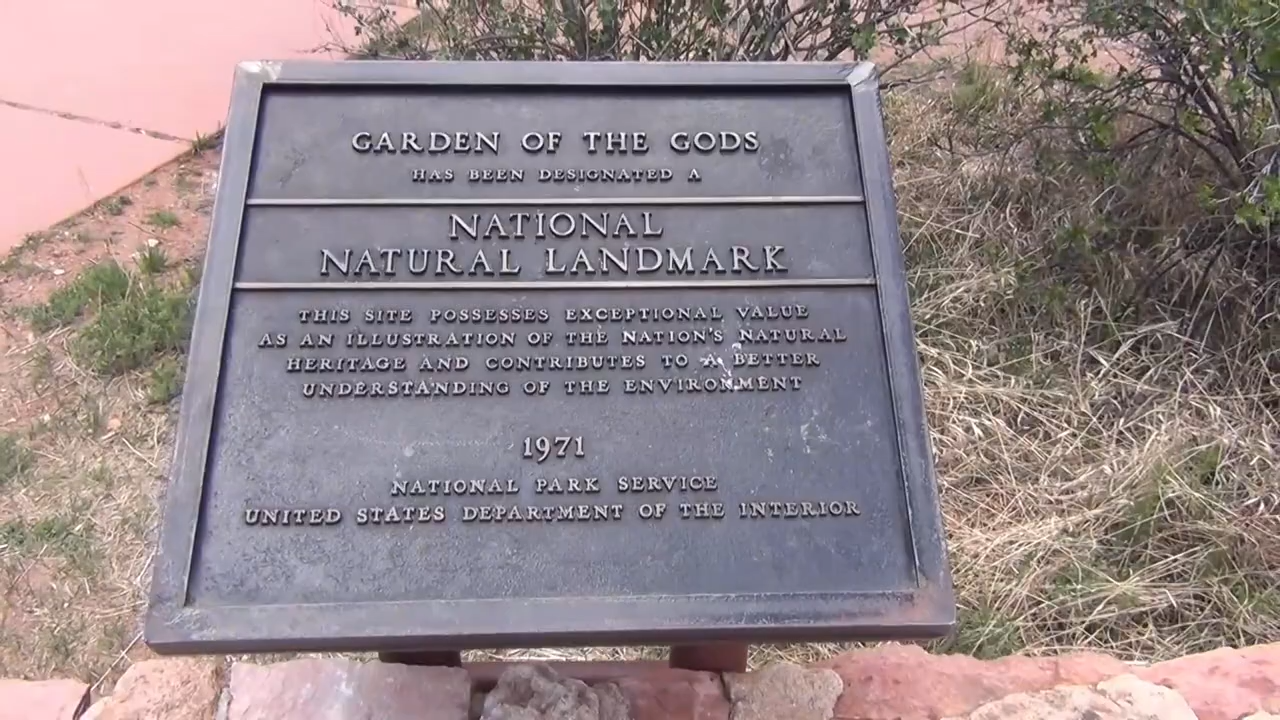 GARDEN OF THE GODS
HAS BEEN DESIGNATED A
NATIONAL
NATURAL LANDMARK
THIS SITE POSSESSES EXCEPTIONAL VALUE
AS AN ILLUSTRATION OF THE NATION'S NATURAL
HERITAGE AND CONTRIBUTES TO A BETTER
UNDERSTANDING OF THE ENVIRONMENT
1971
NATIONAL PARK SERVICE
UNITED STATES DEPARTMENT OF THE INTERIOR